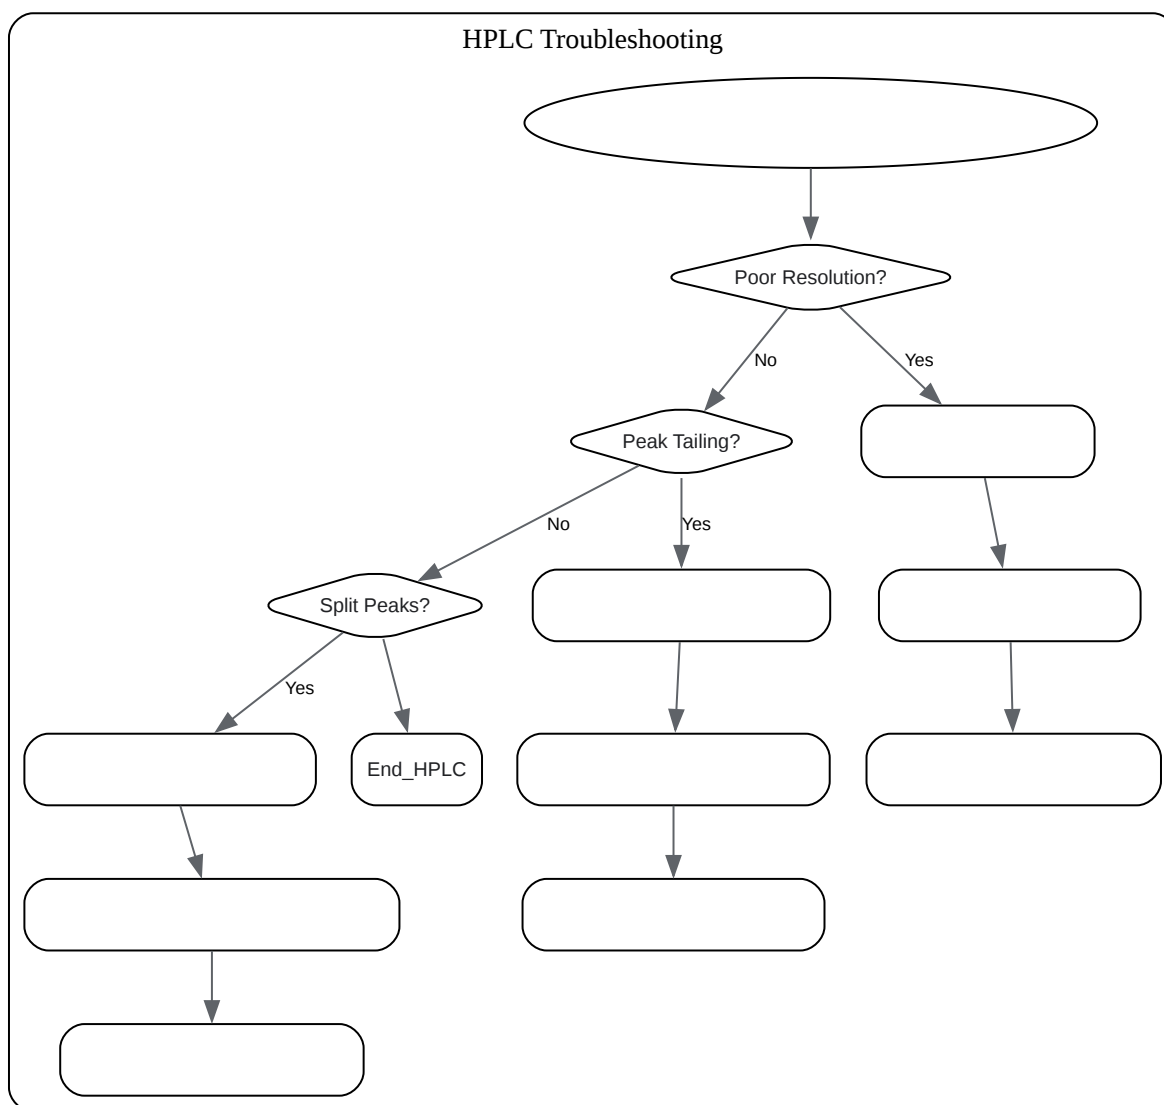 HPLC Troubleshooting
Poor Resolution?
No
Yes
Peak Tailing?
No
Yes
Split Peaks?
Yes
End_HPLC